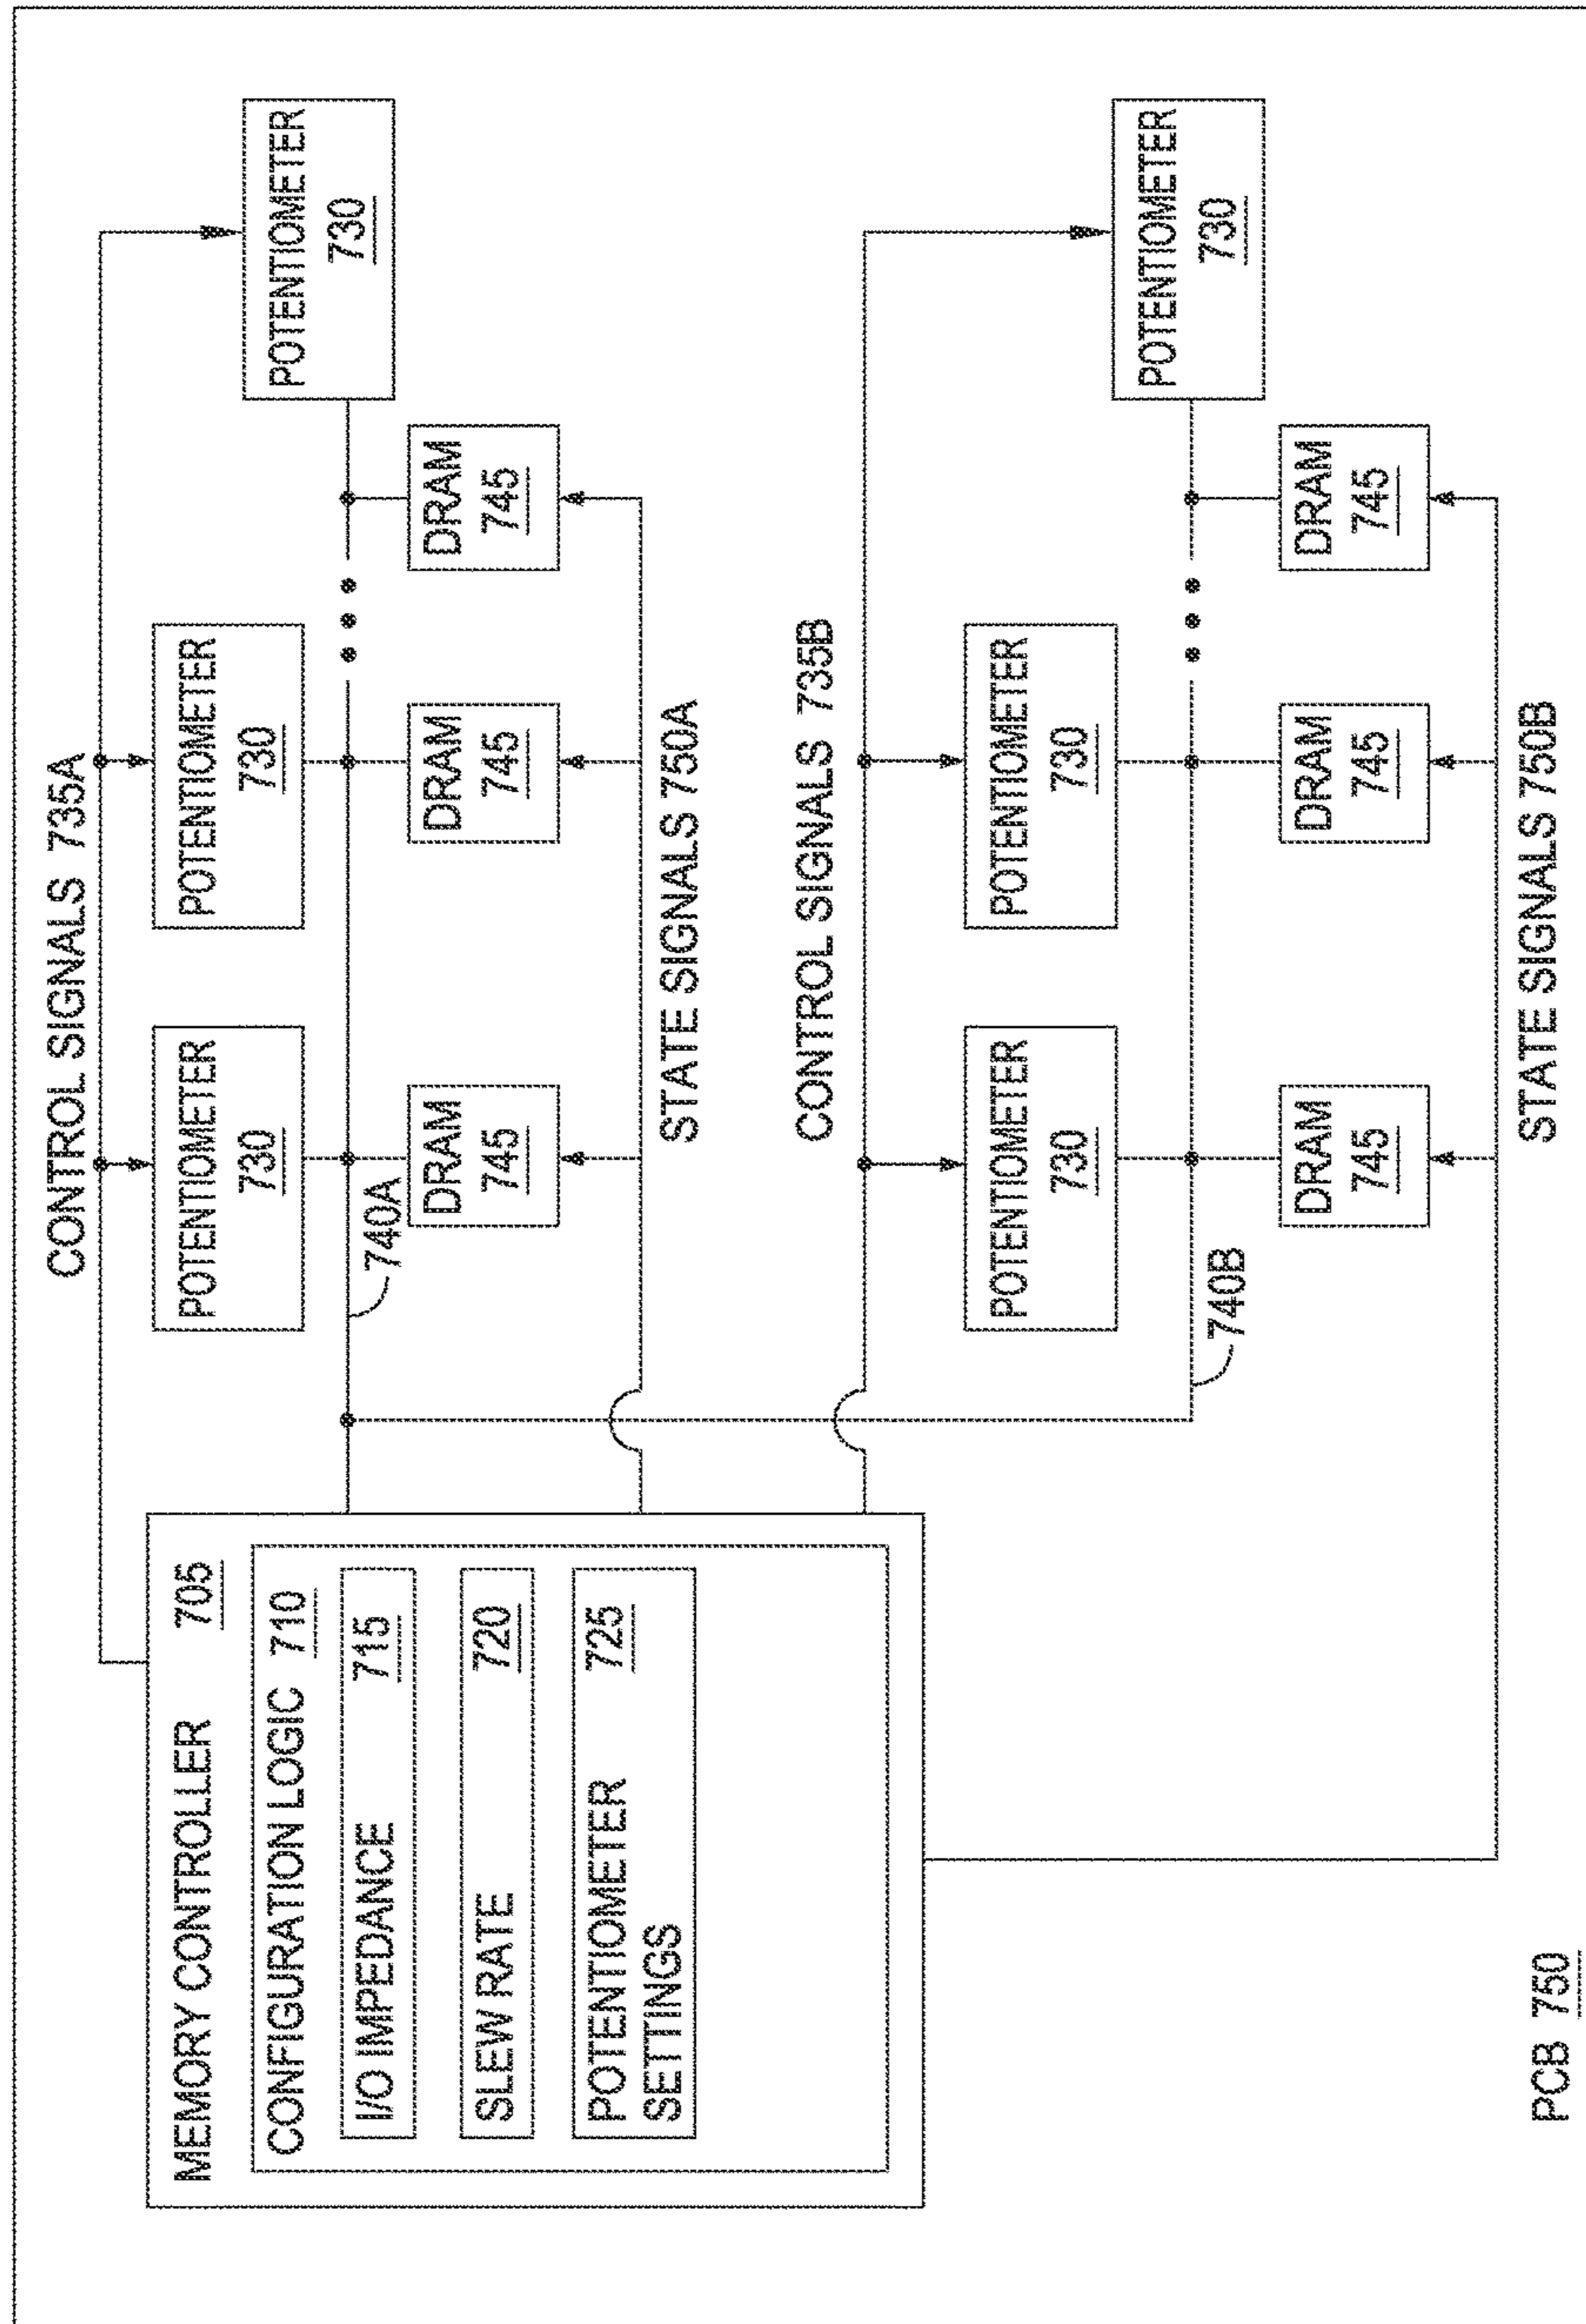 CONTROL SIGNALS 735A
MEMORY CONTROLLER 705
CONFIGURATION LOGIC 710
I/O IMPEDANCE 715
SLEW RATE 720
POTENTIOMETER 725
SETTINGS
POTENTIOMETER
730
POTENTIOMETER
730
POTENTIOMETER
730
740A
DRAM
745
DRAM
745
DRAM
745
STATE SIGNALS 750A
CONTROL SIGNALS 735B
POTENTIOMETER
730
POTENTIOMETER
730
POTENTIOMETER
730
740B
DRAM
745
DRAM
745
DRAM
745
STATE SIGNALS 750B
PCB 750